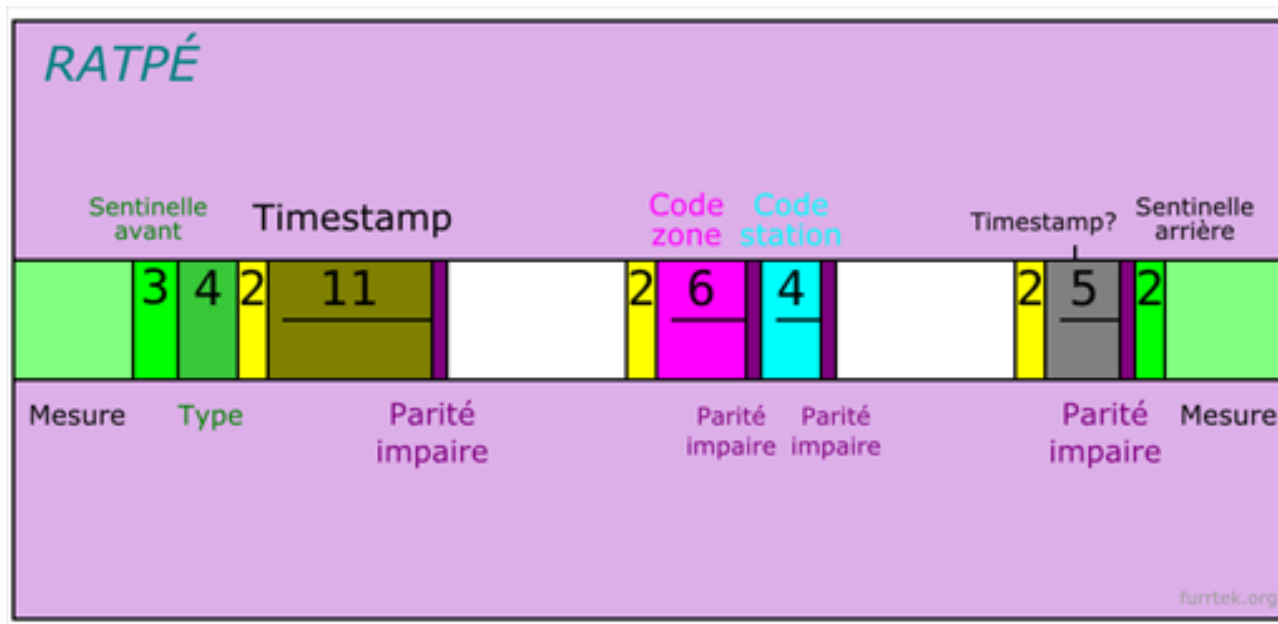 RATPÉ
Sentinelle
avant
Timestamp
Code
zone
Code
station
Timestamp?
Sentinelle
arrière
3 4 2 11 2 6 4 2 5 2
Mesure
Type
Parité
impaire
Parité
impaire
Parité
impaire
Parité
impaire
Mesure
furrtek.org